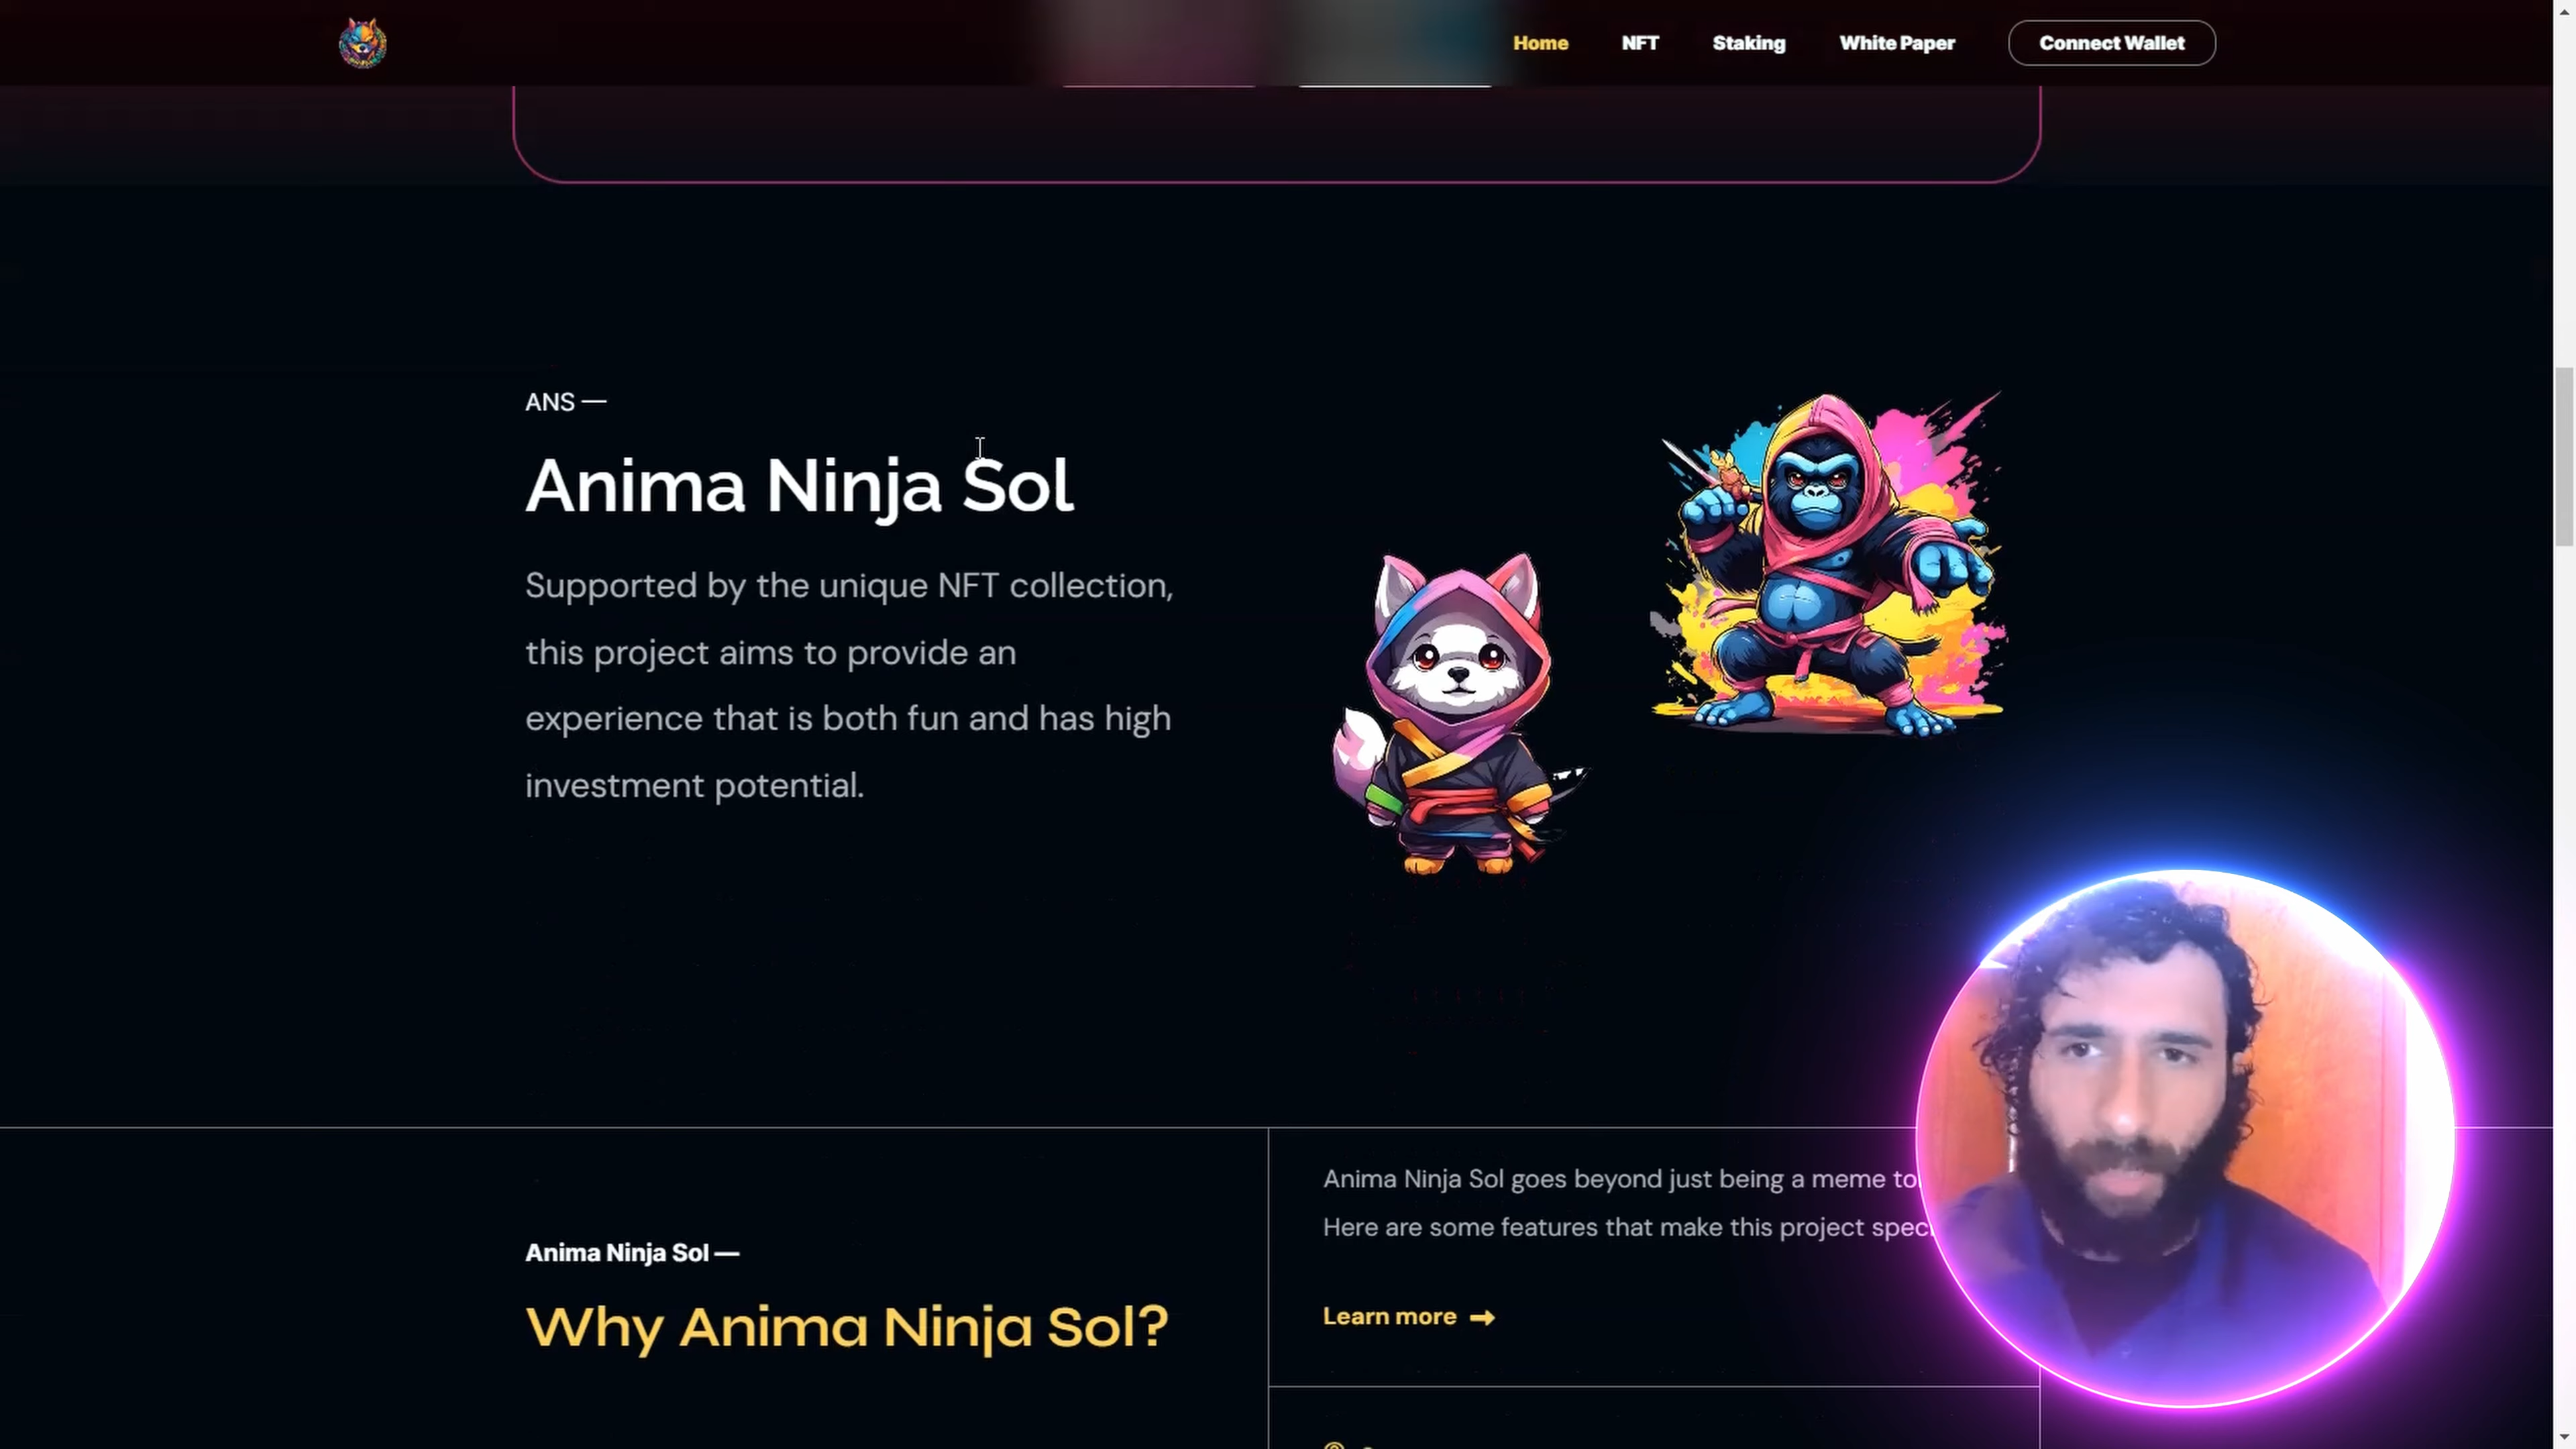 Home NFT Staking White Paper Connect Wallet
ANS —
Anima Ninja Sol
Supported by the unique NFT collection,
this project aims to provide an
experience that is both fun and has high
investment potential.
Anima Ninja Sol goes beyond just being a meme
Here are some features that make this project
Learn more
Anima Ninja Sol —
Why Anima Ninja Sol?